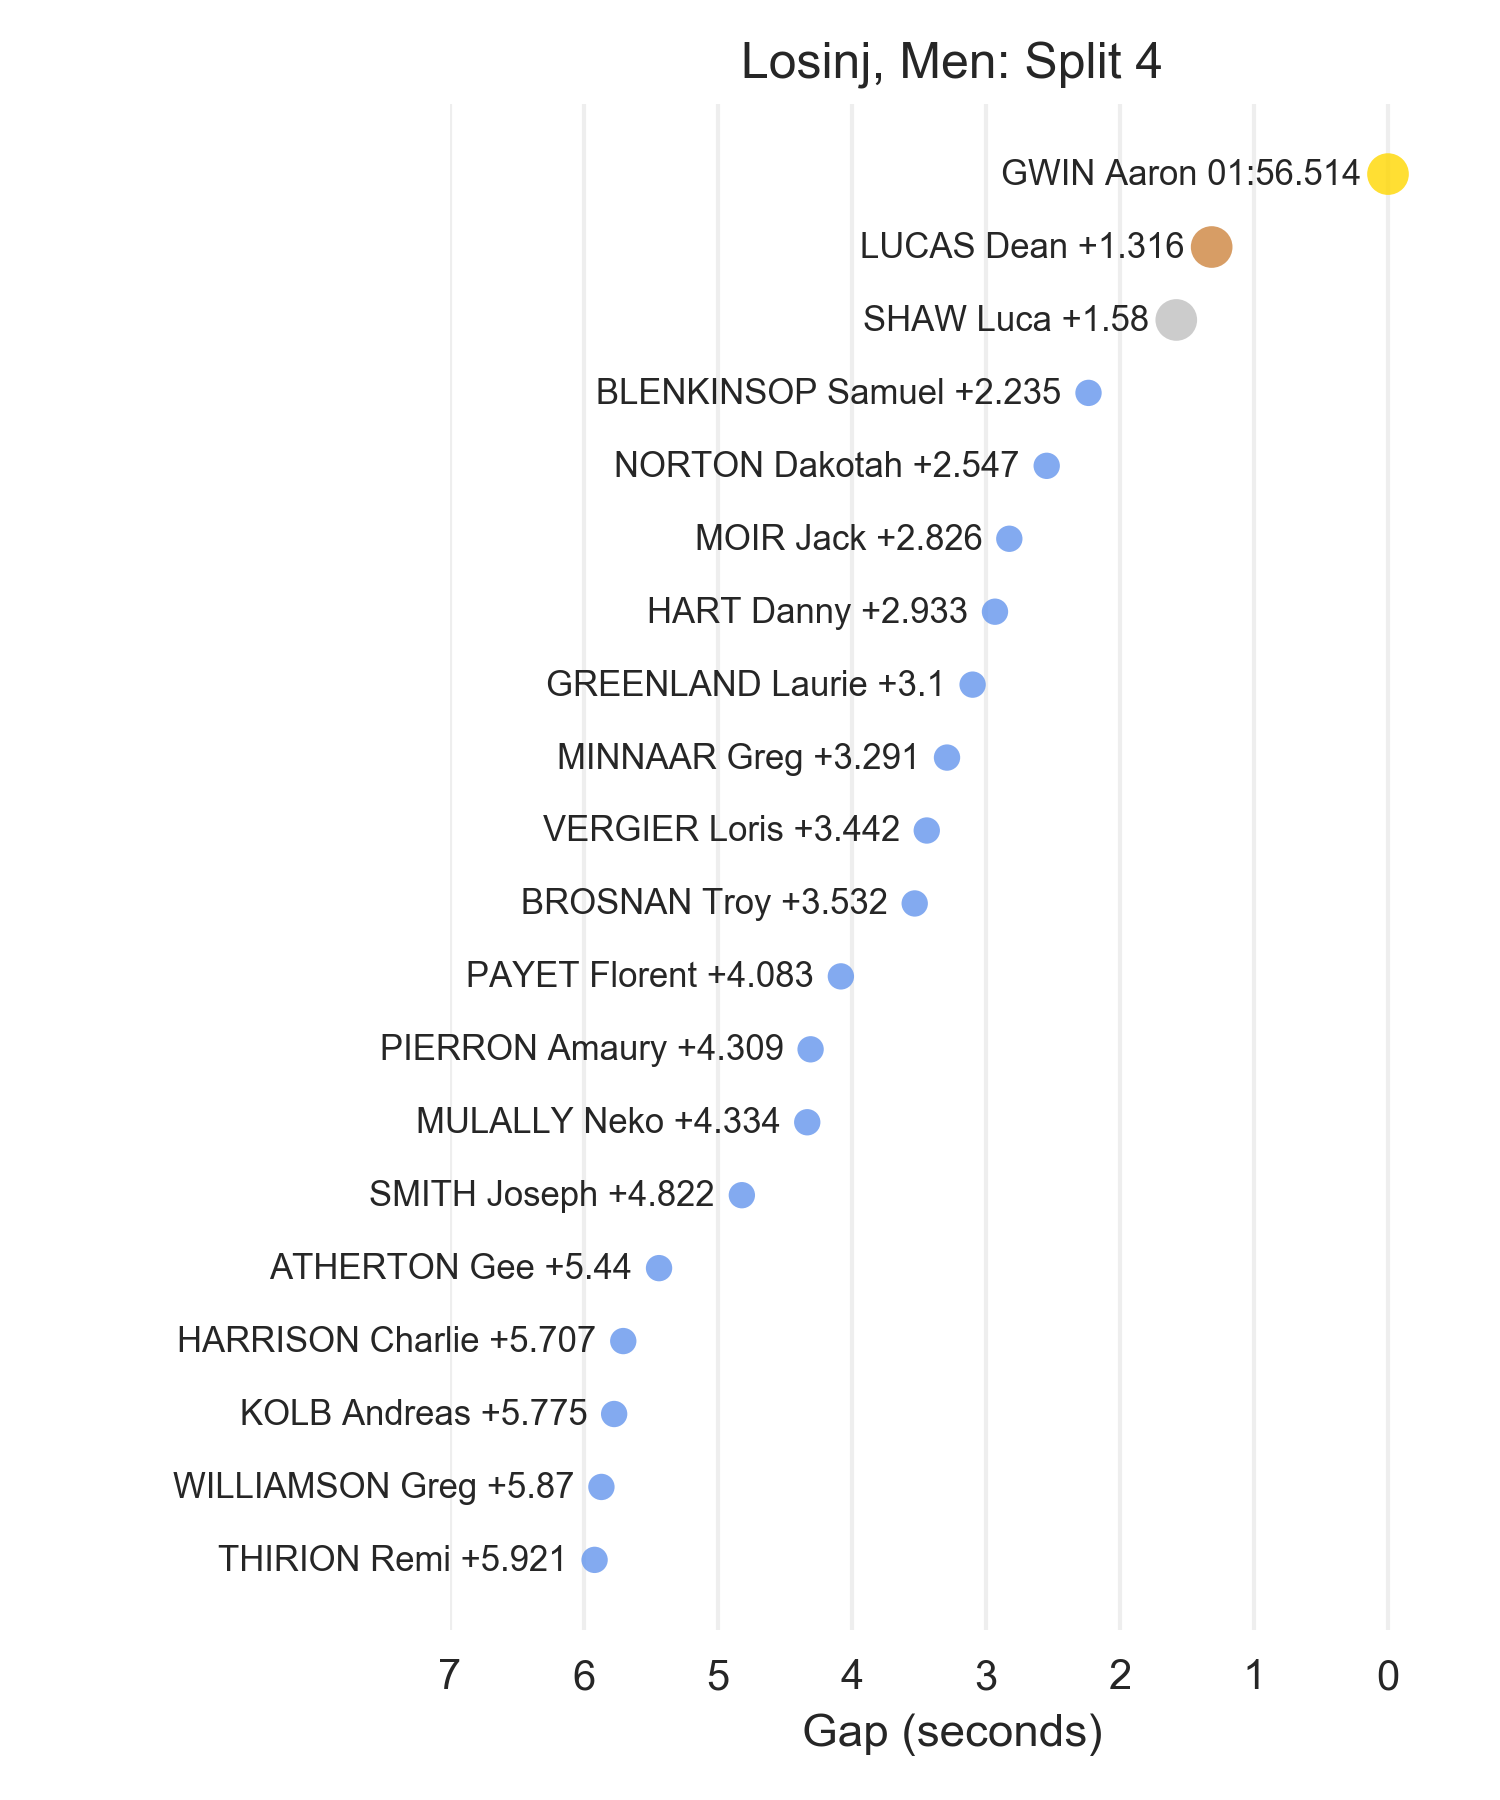 Losinj, Men: Split 4
GWIN Aaron 01:56.514
LUCAS Dean +1.316
SHAW Luca +1.58
BLENKINSOP Samuel +2.235
NORTON Dakotah +2.547
MOIR Jack +2.826
HART Danny +2.933
GREENLAND Laurie +3.1
MINNAAR Greg +3.291
VERGIER Loris +3.442
BROSNAN Troy +3.532
PAYET Florent +4.083
PIERRON Amaury +4.309
MULALLY Neko +4.334
SMITH Joseph +4.822
ATHERTON Gee +5.44
HARRISON Charlie +5.707
KOLB Andreas +5.775
WILLIAMSON Greg +5.87
THIRION Remi +5.921
7 6 5 4 3 2 1 0
Gap (seconds)